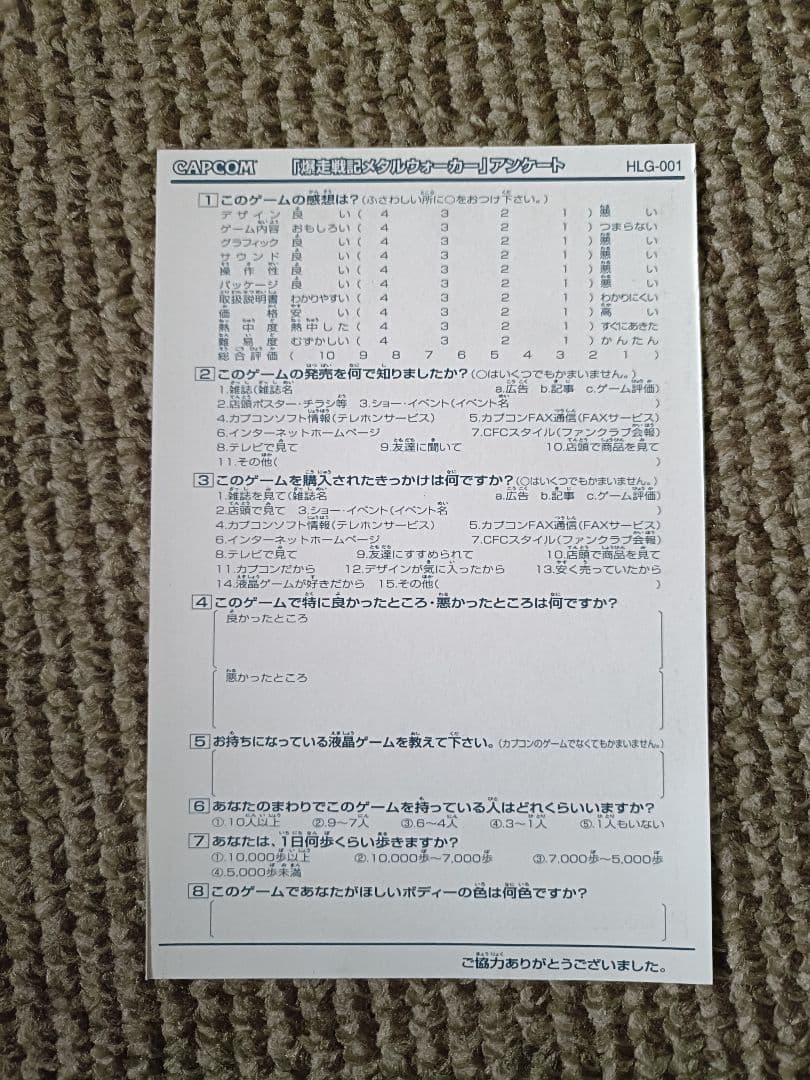 CAPCOM 『爆走戦記メタルウォーカー』アンケート HLG-001
1 このゲームの感想は?(ふさわしい所に○をおつけ下さい。)
デザイン 良い( 4 3 2 1 )悪い
ゲーム内容 おもしろい( 4 3 2 1 )つまらない
グラフィック 良い( 4 3 2 1 )悪い
サウンド 良い( 4 3 2 1 )悪い
操作性 良い( 4 3 2 1 )悪い
パッケージ 良い( 4 3 2 1 )悪い
取扱説明書 わかりやすい( 4 3 2 1 )わかりにくい
価格 安い( 4 3 2 1 )高い
熱中度 熱中した( 4 3 2 1 )すぐにあきた
難易度 むずかしい( 4 3 2 1 )かんたん
総合評価 ( 10 9 8 7 6 5 4 3 2 1 )
2 このゲームの発売を何で知りましたか?(○はいくつでもかまいません。)
1.雑誌(雑誌名 a.広告 b.記事 c.ゲーム評価)
2.店頭ポスター・チラシ等 3.ショー・イベント(イベント名 )
4.カプコンソフト情報(テレホンサービス) 5.カプコンFAX通信(FAXサービス)
6.インターネットホームページ 7.CFCスタイル(ファンクラブ会報)
8.テレビで見て 9.友達に聞いて 10.店頭で商品を見て
11.その他( )
3 このゲームを購入されたきっかけは何ですか?(○はいくつでもかまいません。)
1.雑誌を見て(雑誌名 a.広告 b.記事 c.ゲーム評価)
2.店頭で見て 3.ショー・イベント(イベント名 )
4.カプコンソフト情報(テレホンサービス) 5.カプコンFAX通信(FAXサービス)
6.インターネットホームページ 7.CFCスタイル(ファンクラブ会報)
8.テレビで見て 9.友達にすすめられて 10.店頭で商品を見て
11.カプコンだから 12.デザインが気に入ったから 13.安く売っていたから
14.液晶ゲームが好きだから 15.その他( )
4 このゲームで特に良かったところ・悪かったところは何ですか?
良かったところ
悪かったところ
5 お持ちになっている液晶ゲームを教えて下さい。(カプコンのゲームでなくてもかまいません。)
6 あなたのまわりでこのゲームを持っている人はどれくらいいますか?
①.10人以上 ②.9～7人 ③.6～4人 ④.3～1人 ⑤.1人もいない
7 あなたは、1日何歩くらい歩きますか?
①.10,000歩以上 ②.10,000歩～7,000歩 ③.7,000歩～5,000歩
④.5,000歩未満
8 このゲームであなたがほしいボディーの色は何色ですか?
ご協力ありがとうございました。